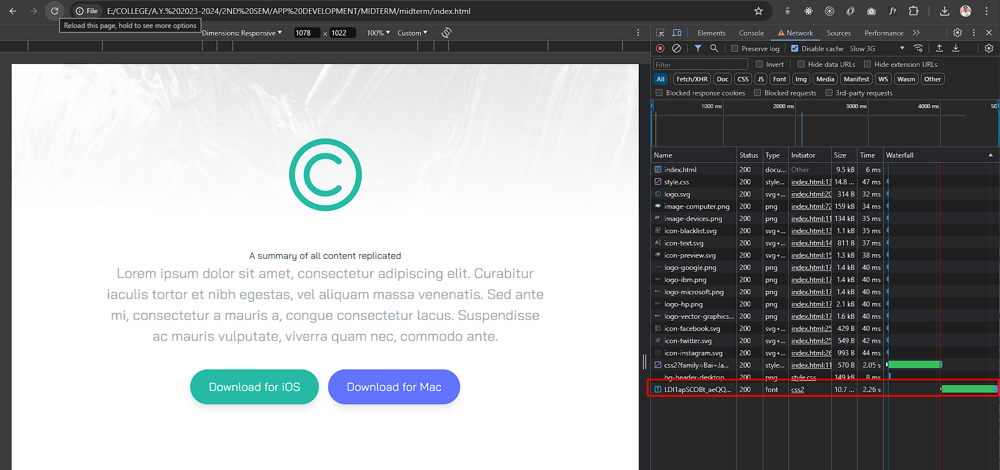 File E:/COLLEGE/A.Y.%202023-2024/2ND%20SEM/APP%20DEVELOPMENT/MIDTERM/midterm/index.html
Reload this page, hold to see more options
Dimensions: Responsive 1078 × 1022 100% Custom
Elements Console Network Sources Performance
Preserve log Disable cache Slow 3G
Filter Invert Hide data URLs Hide extension URLs
All Fetch/XHR Doc CSS JS Font Img Media Manifest WS Wasm Other
Blocked response cookies Blocked requests 3rd-party requests
1000 ms 2000 ms 3000 ms 4000 ms 50
Name Status Type Initiator Size Time Waterfall
index.html 200 docu... Other 9.5 kB 6 ms
style.css 200 style... index.html:13 14.8 ... 47 ms
logo.svg 200 svg+... index.html:20 314 B 32 ms
image-computer.png 200 png index.html:72 159 kB 34 ms
image-devices.png 200 png index.html:11 134 kB 35 ms
icon-blacklist.svg 200 svg+... index.html:13 1.1 kB 35 ms
icon-text.svg 200 svg+... index.html:14 811 B 37 ms
icon-preview.svg 200 svg+... index.html:15 1.3 kB 38 ms
logo-google.png 200 png index.html:17 1.4 kB 40 ms
logo-ibm.png 200 png index.html:17 1.4 kB 40 ms
logo-microsoft.png 200 png index.html:17 1.4 kB 40 ms
logo-hp.png 200 png index.html:17 2.1 kB 40 ms
logo-vector-graphics... 200 png index.html:17 1.6 kB 40 ms
icon-facebook.svg 200 svg+... index.html:25 429 B 40 ms
icon-twitter.svg 200 svg+... index.html:25 549 B 42 ms
icon-instagram.svg 200 svg+... index.html:26 993 B 44 ms
css2?family=Bai+Ja... 200 style... index.html:11 570 B 2.05 s
bg-header-desktop... 200 png style.css 149 kB 8 ms
LDI1apSCOBt_aeQQ... 200 font css2 10.7 ... 2.26 s
A summary of all content replicated
Lorem ipsum dolor sit amet, consectetur adipiscing elit. Curabitur
iaculis tortor et nibh egestas, vel aliquam massa venenatis. Sed ante
mi, consectetur a mauris a, congue consectetur lacus. Suspendisse
ac mauris vulputate, viverra quam nec, commodo ante.
Download for iOS Download for Mac